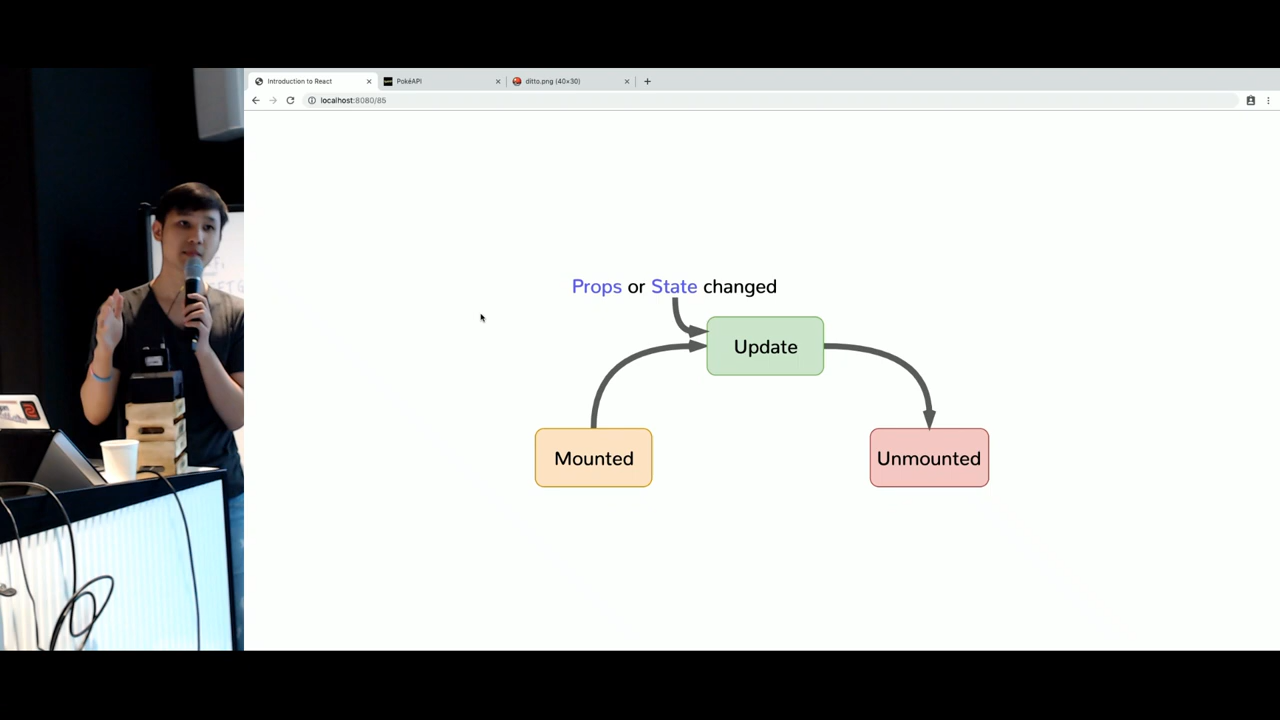 Introduction to React
PokéAPI
ditto.png (40×30)
localhost:8080/85
Props or State changed
Update
Mounted
Unmounted